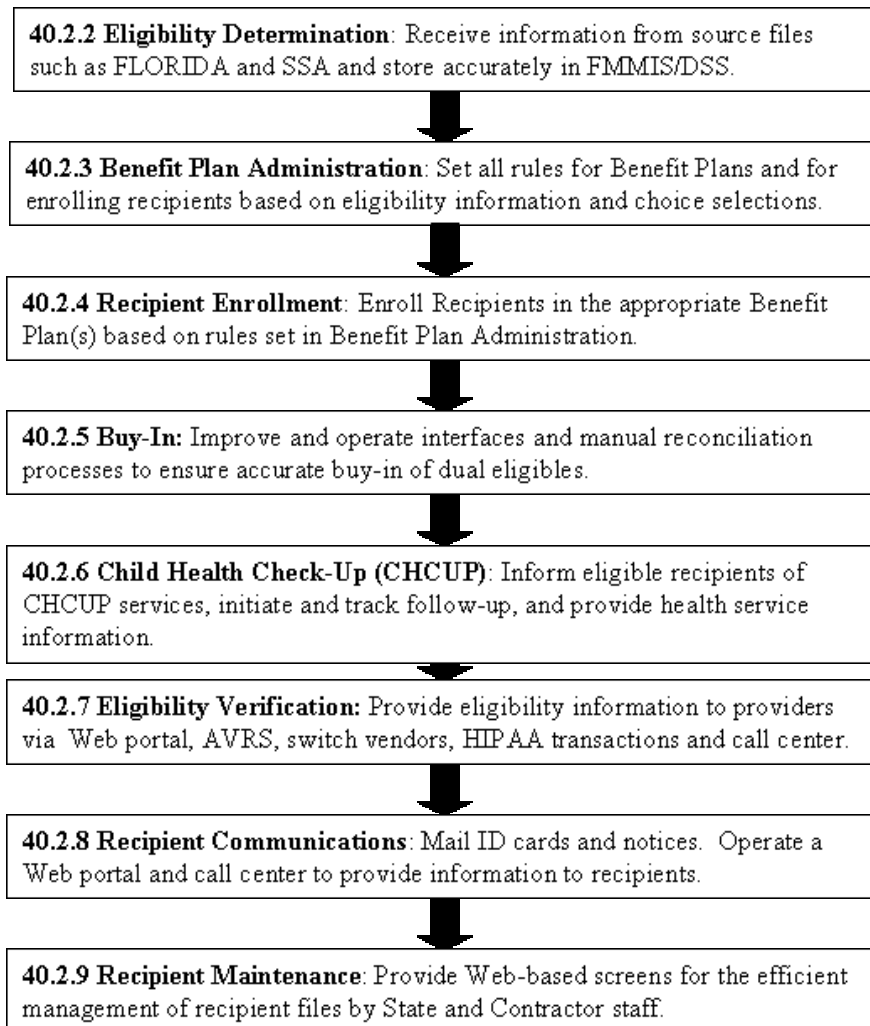 40.2.2 Eligibility Determination: Receive information from source files
such as FLORIDA and SSA and store accurately in FMMIS/DSS.
40.2.3 Benefit Plan Administration: Set all rules for Benefit Plans and for
enrolling recipients based on eligibility information and choice selections.
40.2.4 Recipient Enrollment: Enroll Recipients in the appropriate Benefit
Plan(s) based on rules set in Benefit Plan Administration.
40.2.5 Buy-In: Improve and operate interfaces and manual reconciliation
processes to ensure accurate buy-in of dual eligibles.
40.2.6 Child Health Check-Up (CHCUP): Inform eligible recipients of
CHCUP services, initiate and track follow-up, and provide health service
information.
40.2.7 Eligibility Verification: Provide eligibility information to providers
via  Web portal, AVRS, switch vendors, HIPAA transactions and call center.
40.2.8 Recipient Communications: Mail ID cards and notices.  Operate a
Web portal and call center to provide information to recipients.
40.2.9 Recipient Maintenance: Provide Web-based screens for the efficient
management of recipient files by State and Contractor staff.